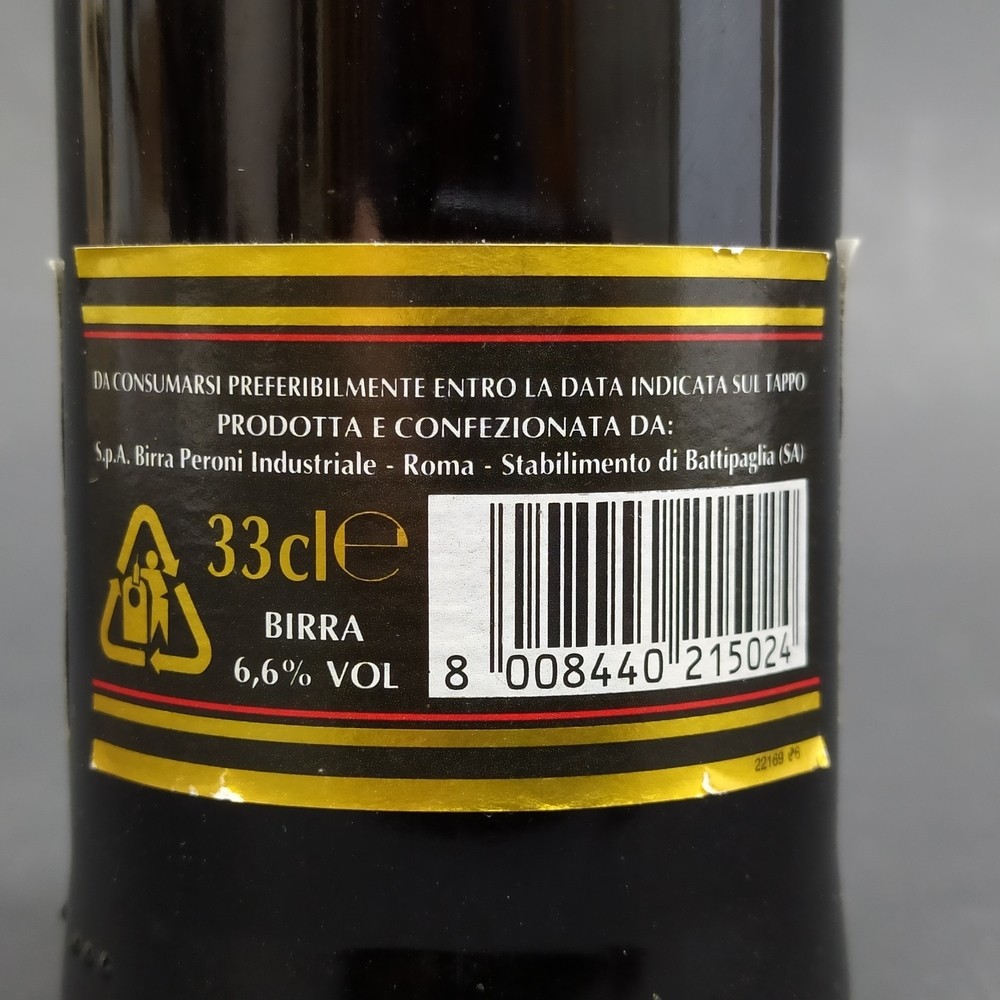 DA CONSUMARSI PREFERIBILMENTE ENTRO LA DATA INDICATA SUL TAPPO
PRODOTTA E CONFEZIONATA DA:
S.p.A. Birra Peroni Industriale - Roma - Stabilimento di Battipaglia (SA)
33cl ℮
BIRRA
6,6% VOL
8 008440 215024
22169